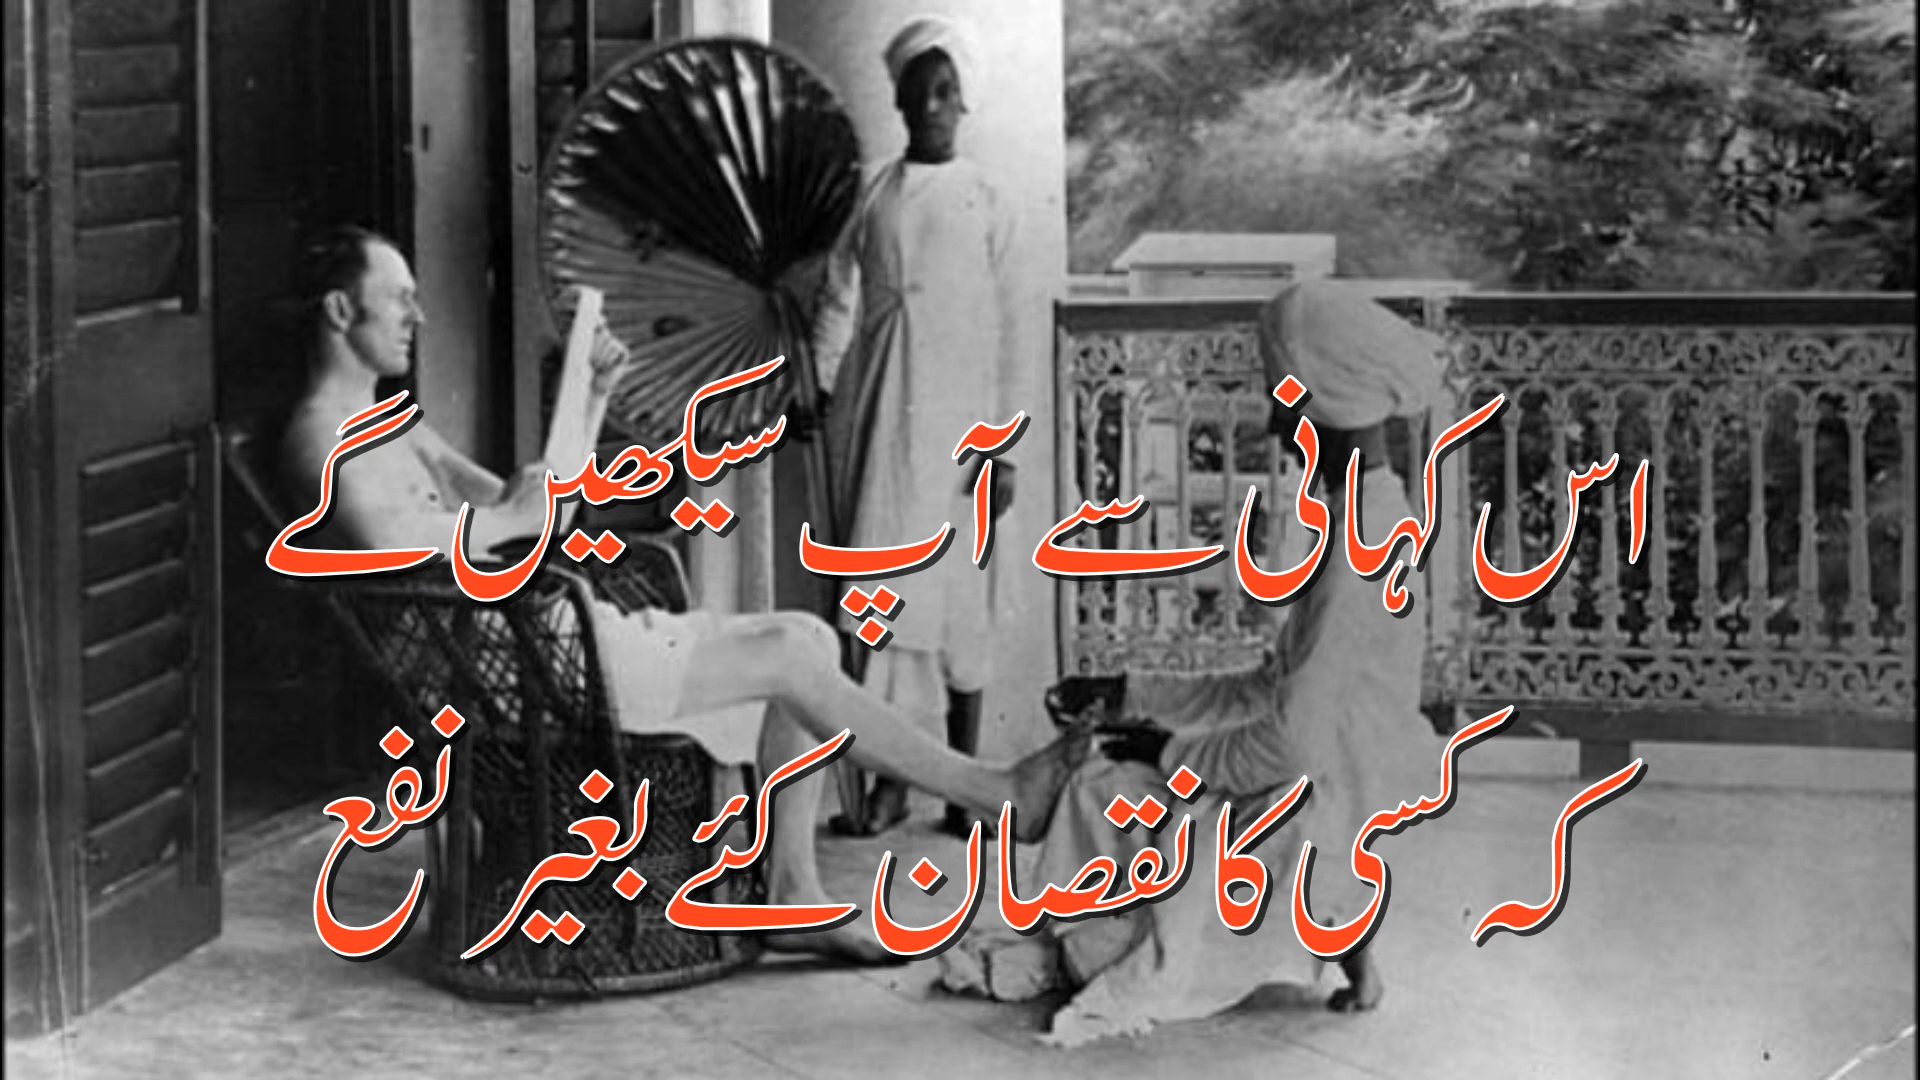 اس کہانی سے آپ سیکھیں گے
کہ کسی کا نقصان کئے بغیر نفع